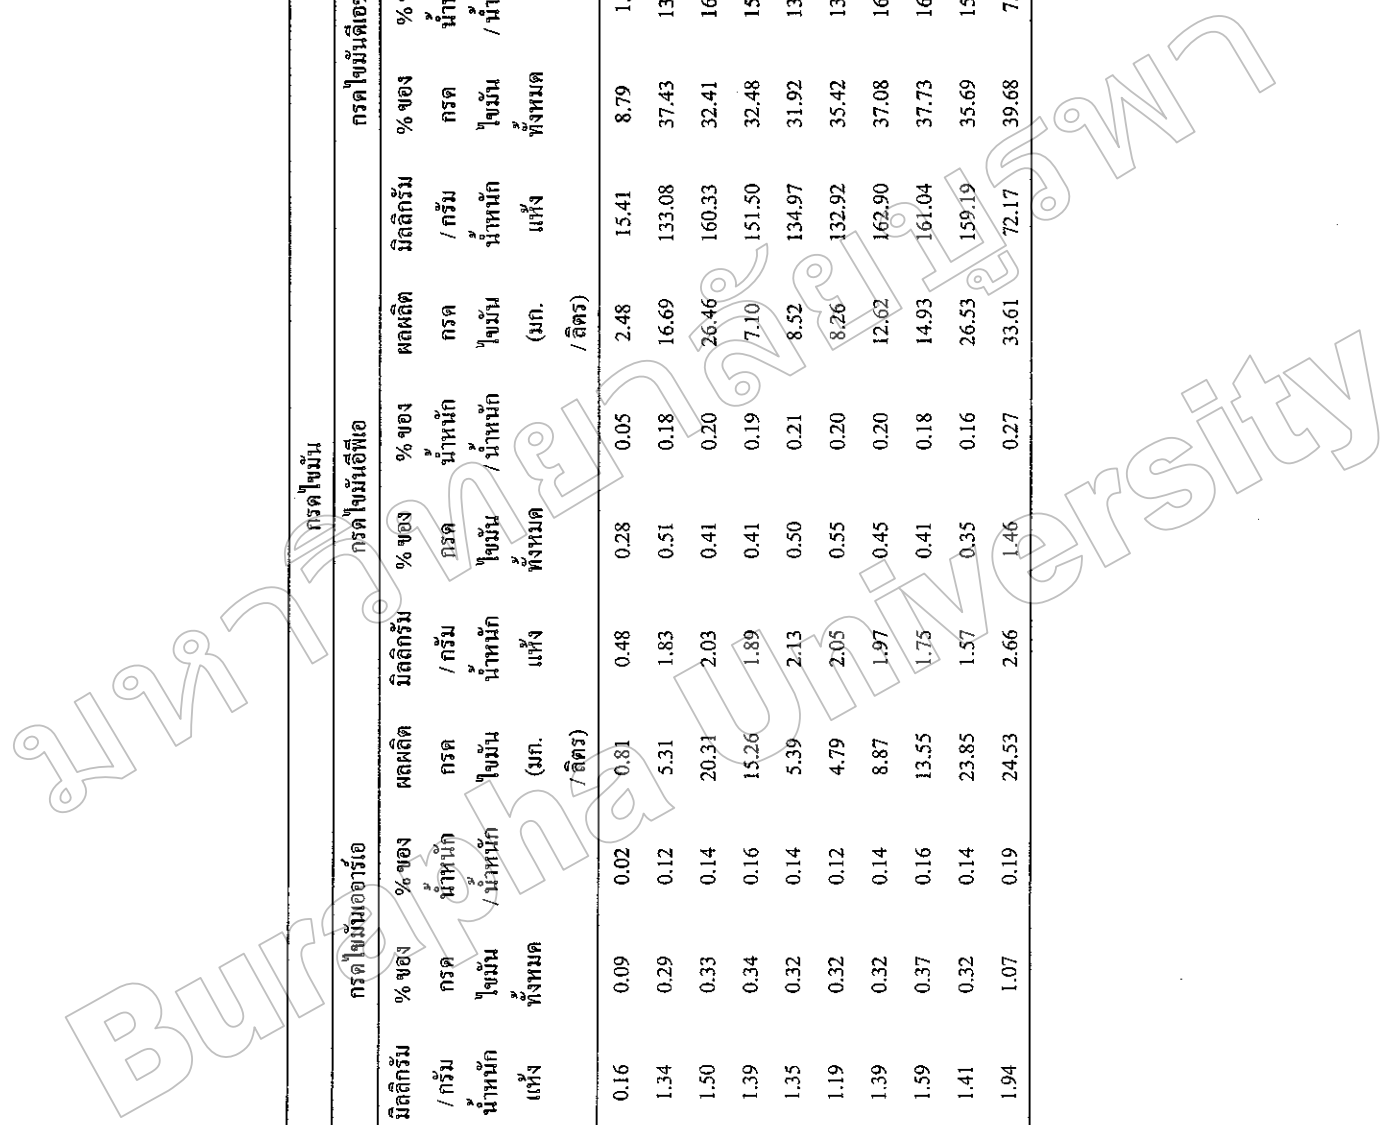 กรดไขมัน
กรดไขมันเออาร์เอ กรดไขมันอีพีเอ
มิลลิกรัม % ของ % ของ ผลผลิต มิลลิกรัม % ของ % ของ ผลผลิต มิลลิกรัม % ของ
/ กรัม กรด น้ำหนัก กรด / กรัม กรด น้ำหนัก กรด / กรัม กรด
น้ำหนัก ไขมัน / น้ำหนัก ไขมัน น้ำหนัก ไขมัน / น้ำหนัก ไขมัน น้ำหนัก ไขมัน
แห้ง ทั้งหมด (มก. แห้ง ทั้งหมด (มก. แห้ง ทั้งหมด
/ ลิตร) / ลิตร)
0.16 0.09 0.02 0.81 0.48 0.28 0.05 2.48 15.41 8.79
1.34 0.29 0.12 5.31 1.83 0.51 0.18 16.69 133.08 37.43
1.50 0.33 0.14 20.31 2.03 0.41 0.20 26.46 160.33 32.41
1.39 0.34 0.16 15.26 1.89 0.41 0.19 7.10 151.50 32.48
1.35 0.32 0.14 5.39 2.13 0.50 0.21 8.52 134.97 31.92
1.19 0.32 0.12 4.79 2.05 0.55 0.20 8.26 132.92 35.42
1.39 0.32 0.14 8.87 1.97 0.45 0.20 12.62 162.90 37.08
1.59 0.37 0.16 13.55 1.75 0.41 0.18 14.93 161.04 37.73
1.41 0.32 0.14 23.85 1.57 0.35 0.16 26.53 159.19 35.69
1.94 1.07 0.19 24.53 2.66 1.46 0.27 33.61 72.17 39.68
มหาวิทยาลัยบูรพา
Burapha University